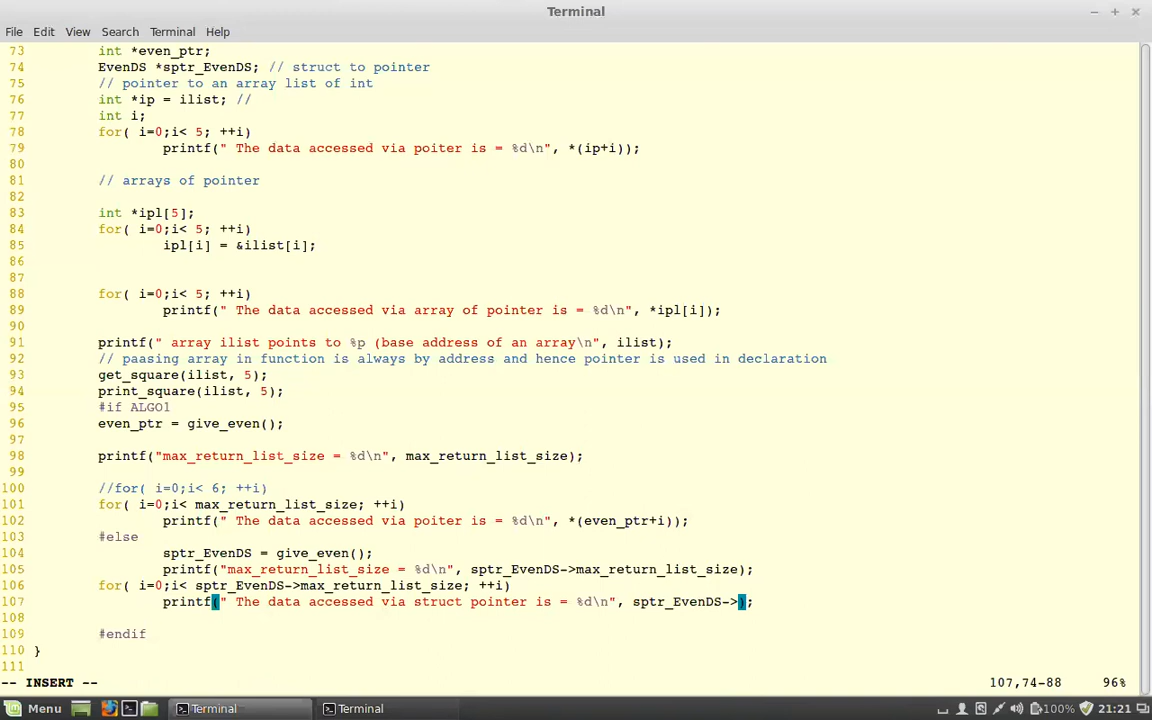 Terminal
File Edit View Search Terminal Help
73 int *even_ptr;
74 EvenDS *sptr_EvenDS; // struct to pointer
75 // pointer to an array list of int
76 int *ip = ilist; //
77 int i;
78 for( i=0;i< 5; ++i)
79 printf(" The data accessed via poiter is = %d\n", *(ip+i));
80
81 // arrays of pointer
82
83 int *ipl[5];
84 for( i=0;i< 5; ++i)
85 ipl[i] = &ilist[i];
86
87
88 for( i=0;i< 5; ++i)
89 printf(" The data accessed via array of pointer is = %d\n", *ipl[i]);
90
91 printf(" array ilist points to %p (base address of an array\n", ilist);
92 // paasing array in function is always by address and hence pointer is used in declaration
93 get_square(ilist, 5);
94 print_square(ilist, 5);
95 #if ALGO1
96 even_ptr = give_even();
97
98 printf("max_return_list_size = %d\n", max_return_list_size);
99
100 //for( i=0;i< 6; ++i)
101 for( i=0;i< max_return_list_size; ++i)
102 printf(" The data accessed via poiter is = %d\n", *(even_ptr+i));
103 #else
104 sptr_EvenDS = give_even();
105 printf("max_return_list_size = %d\n", sptr_EvenDS->max_return_list_size);
106 for( i=0;i< sptr_EvenDS->max_return_list_size; ++i)
107 printf(" The data accessed via struct pointer is = %d\n", sptr_EvenDS->);
108
109 #endif
110 }
111
-- INSERT -- 107,74-88 96%
Menu Terminal Terminal 100% 21:21